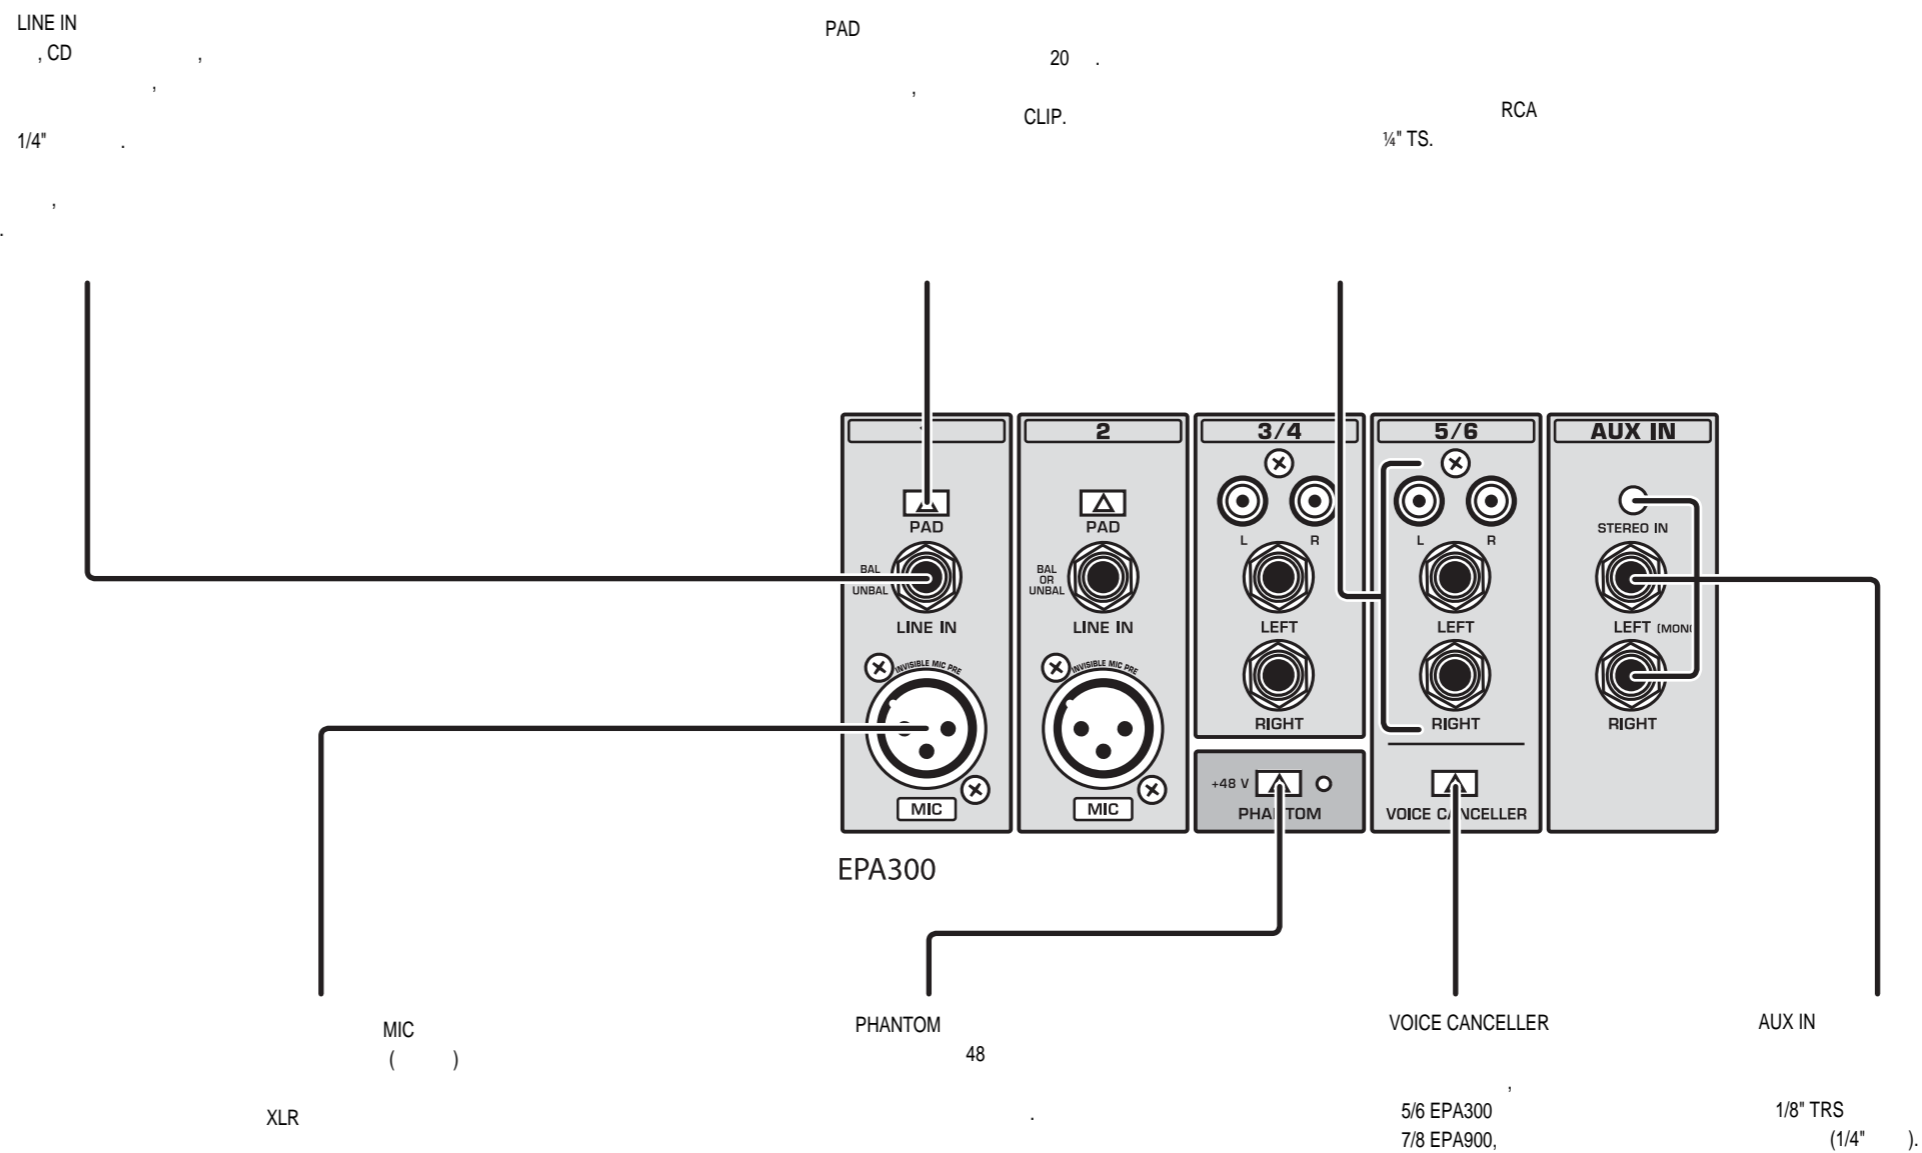 LINE IN
, CD ,
,
1/4" .
,
.
PAD
20 .
,
CLIP.
RCA
¼" TS.
1
2
3/4
5/6
AUX IN
PAD
PAD
L R
L R
STEREO IN
BAL
UNBAL
BAL
OR
UNBAL
LINE IN
LINE IN
LEFT
LEFT
LEFT (MONO
INVISIBLE MIC PRE
INVISIBLE MIC PRE
RIGHT
RIGHT
RIGHT
+48 V
MIC
MIC
PHANTOM
VOICE CANCELLER
EPA300
MIC
( )
XLR
PHANTOM
48
.
VOICE CANCELLER
,
5/6 EPA300
7/8 EPA900,
AUX IN
1/8" TRS
(1/4" ).